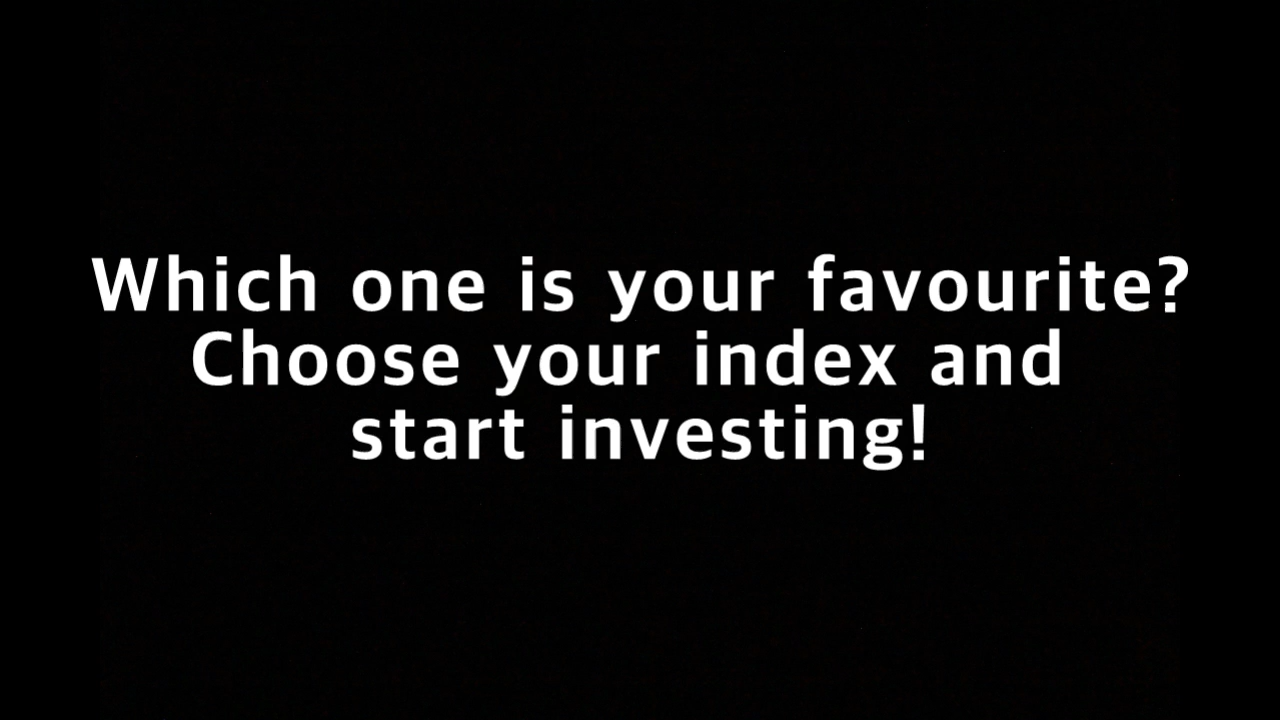 Which one is your favourite?
Choose your index and
start investing!